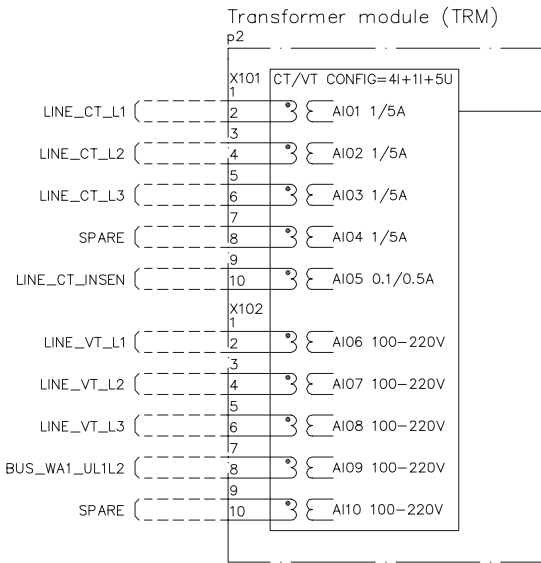 Transformer module (TRM)
p2
X101 CT/VT CONFIG=4I+1I+5U
1
LINE_CT_L1 2 AI01 1/5A
3
LINE_CT_L2 4 AI02 1/5A
5
LINE_CT_L3 6 AI03 1/5A
7
SPARE 8 AI04 1/5A
9
LINE_CT_INSEN 10 AI05 0.1/0.5A
X102
1
LINE_VT_L1 2 AI06 100-220V
3
LINE_VT_L2 4 AI07 100-220V
5
LINE_VT_L3 6 AI08 100-220V
7
BUS_WA1_UL1L2 8 AI09 100-220V
9
SPARE 10 AI10 100-220V